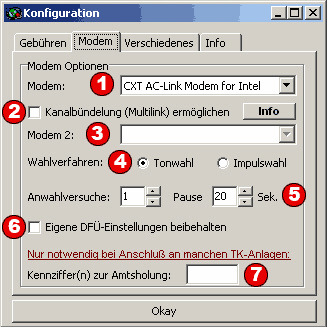 Konfiguration
Gebühren Modem Verschiedenes Info
Modem Optionen
Modem: 1 CXT AC-Link Modem for Intel
2 Kanalbündelung (Multilink) ermöglichen Info
Modem 2: 3
Wahlverfahren: 4 Tonwahl Impulswahl
Anwahlversuche: 1 Pause 20 Sek. 5
6 Eigene DFÜ-Einstellungen beibehalten
Nur notwendig bei Anschluß an manchen TK-Anlagen:
Kennziffer(n) zur Amtsholung: 7
Okay